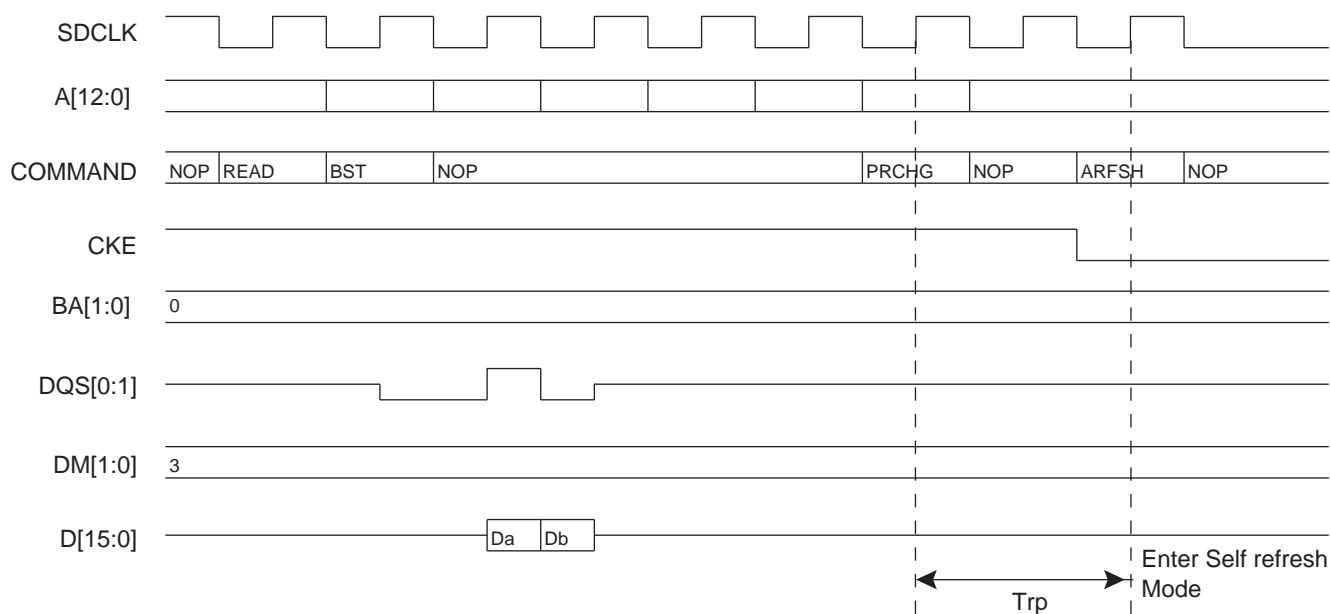 SDCLK
A[12:0]
COMMAND NOP READ BST NOP PRCHG NOP ARFSH NOP
CKE
BA[1:0] 0
DQS[0:1]
DM[1:0] 3
D[15:0] Da Db
Trp
Enter Self refresh
Mode